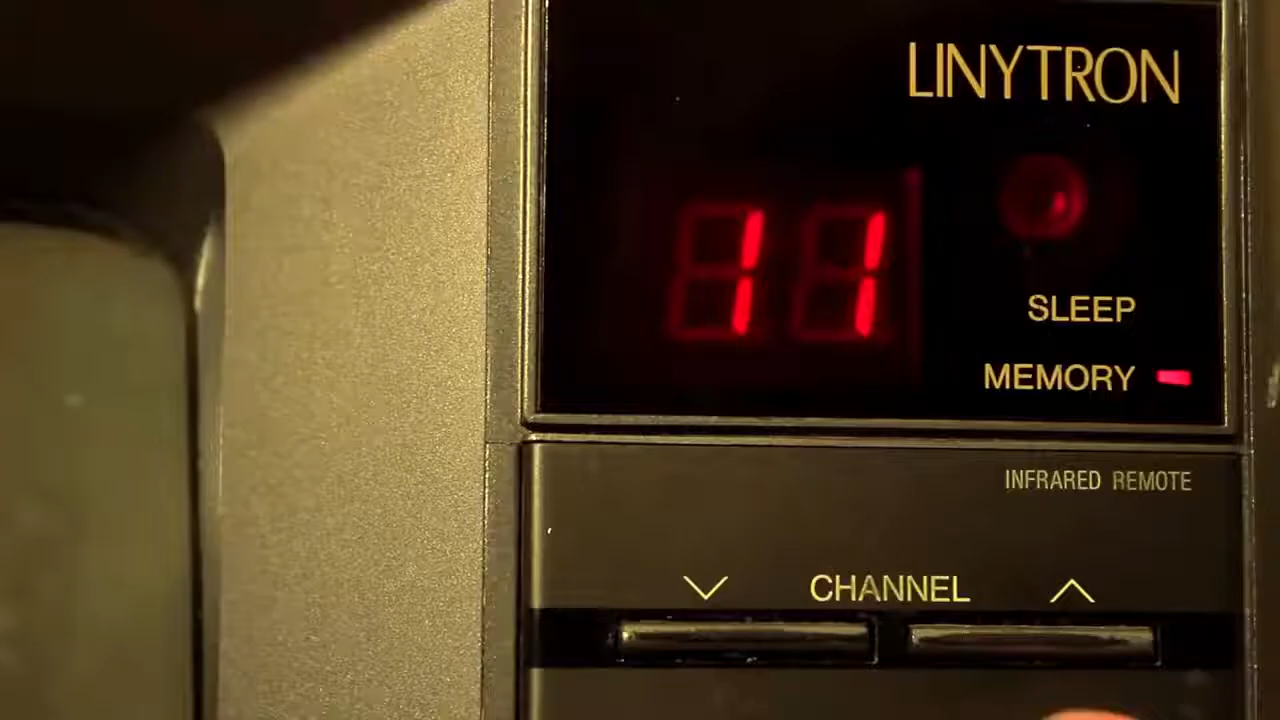 LINYTRON
11
SLEEP
MEMORY
INFRARED REMOTE
CHANNEL